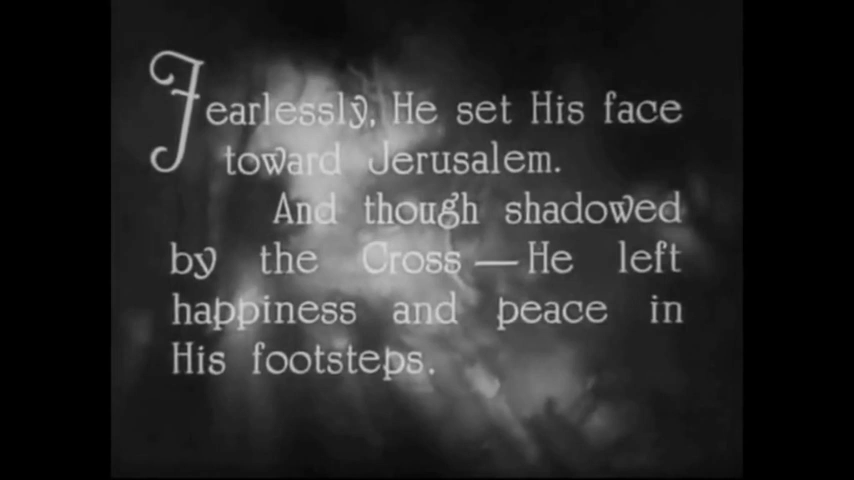 Fearlessly, He set His face
toward Jerusalem.
And though shadowed
by the Cross — He left
happiness and peace in
His footsteps.